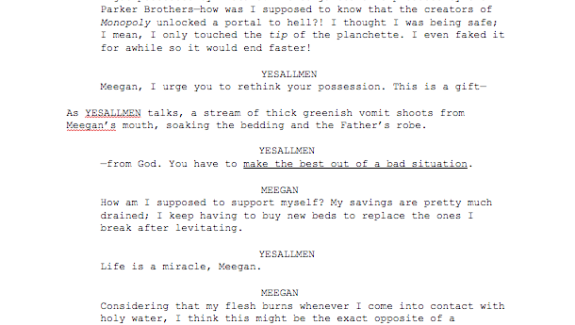 Parker Brothers—how was I supposed to know that the creators of
Monopoly unlocked a portal to hell?! I thought I was being safe;
I mean, I only touched the tip of the planchette. I even faked it
for awhile so it would end faster!
YESALLMEN
Meegan, I urge you to rethink your possession. This is a gift—
As YESALLMEN talks, a stream of thick greenish vomit shoots from
Meegan's mouth, soaking the bedding and the Father's robe.
YESALLMEN
—from God. You have to make the best out of a bad situation.
MEEGAN
How am I supposed to support myself? My savings are pretty much
drained; I keep having to buy new beds to replace the ones I
break after levitating.
YESALLMEN
Life is a miracle, Meegan.
MEEGAN
Considering that my flesh burns whenever I come into contact with
holy water, I think this might be the exact opposite of a